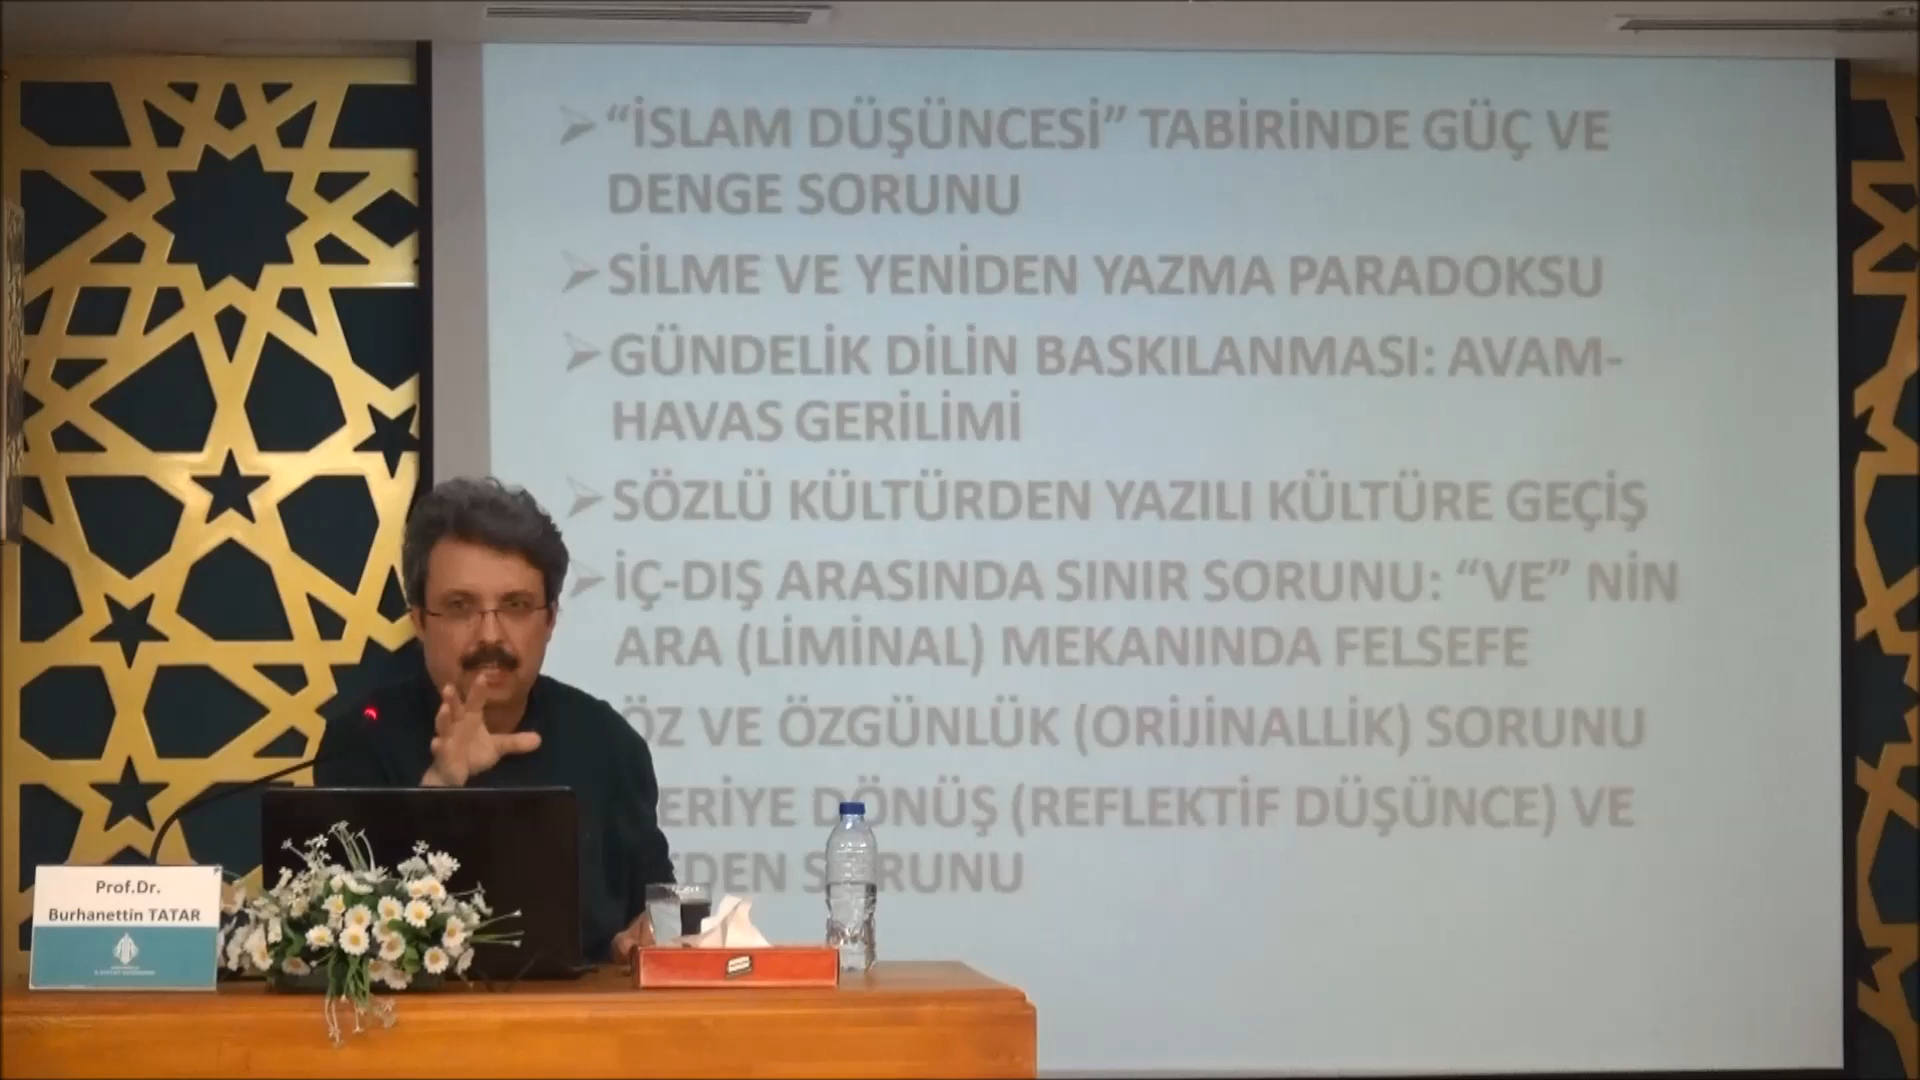 “İSLAM DÜŞÜNCESİ” TABİRİNDE GÜÇ VE
DENGE SORUNU
SİLME VE YENİDEN YAZMA PARADOKSU
GÜNDELİK DİLİN BASKILANMASI: AVAM-
HAVAS GERİLİMİ
SÖZLÜ KÜLTÜRDEN YAZILI KÜLTÜRE GEÇİŞ
İÇ-DIŞ ARASINDA SINIR SORUNU: “VE” NİN
ARA (LİMİNAL) MEKANINDA FELSEFE
ÖZ VE ÖZGÜNLÜK (ORİJİNALLİK) SORUNU
ERİYE DÖNÜŞ (REFLEKTİF DÜŞÜNCE) VE
EDEN SORUNU
Prof.Dr.
Burhanettin TATAR